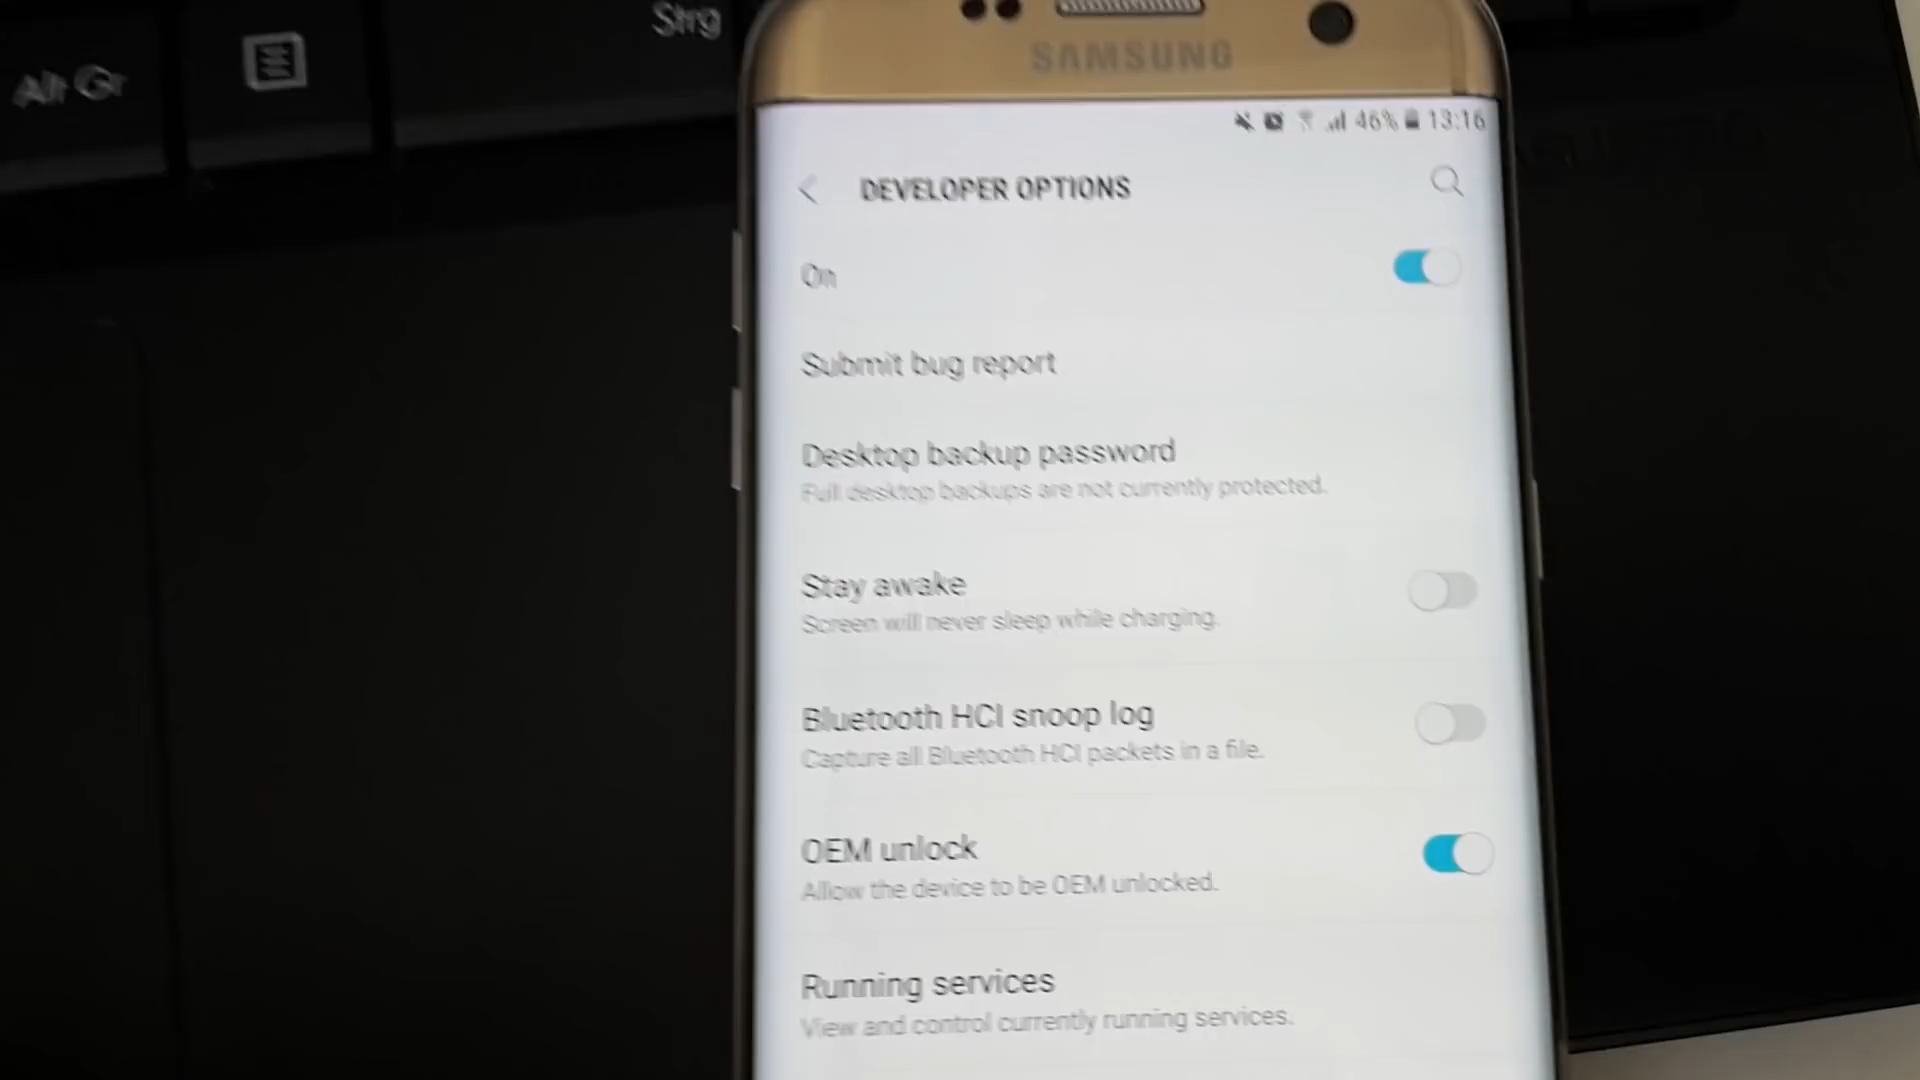 Strg
Alt Gr
SAMSUNG
46% 13:16
DEVELOPER OPTIONS
On
Submit bug report
Desktop backup password
Full desktop backups are not currently protected.
Stay awake
Screen will never sleep while charging.
Bluetooth HCI snoop log
Capture all Bluetooth HCI packets in a file.
OEM unlock
Allow the device to be OEM unlocked.
Running services
View and control currently running services.